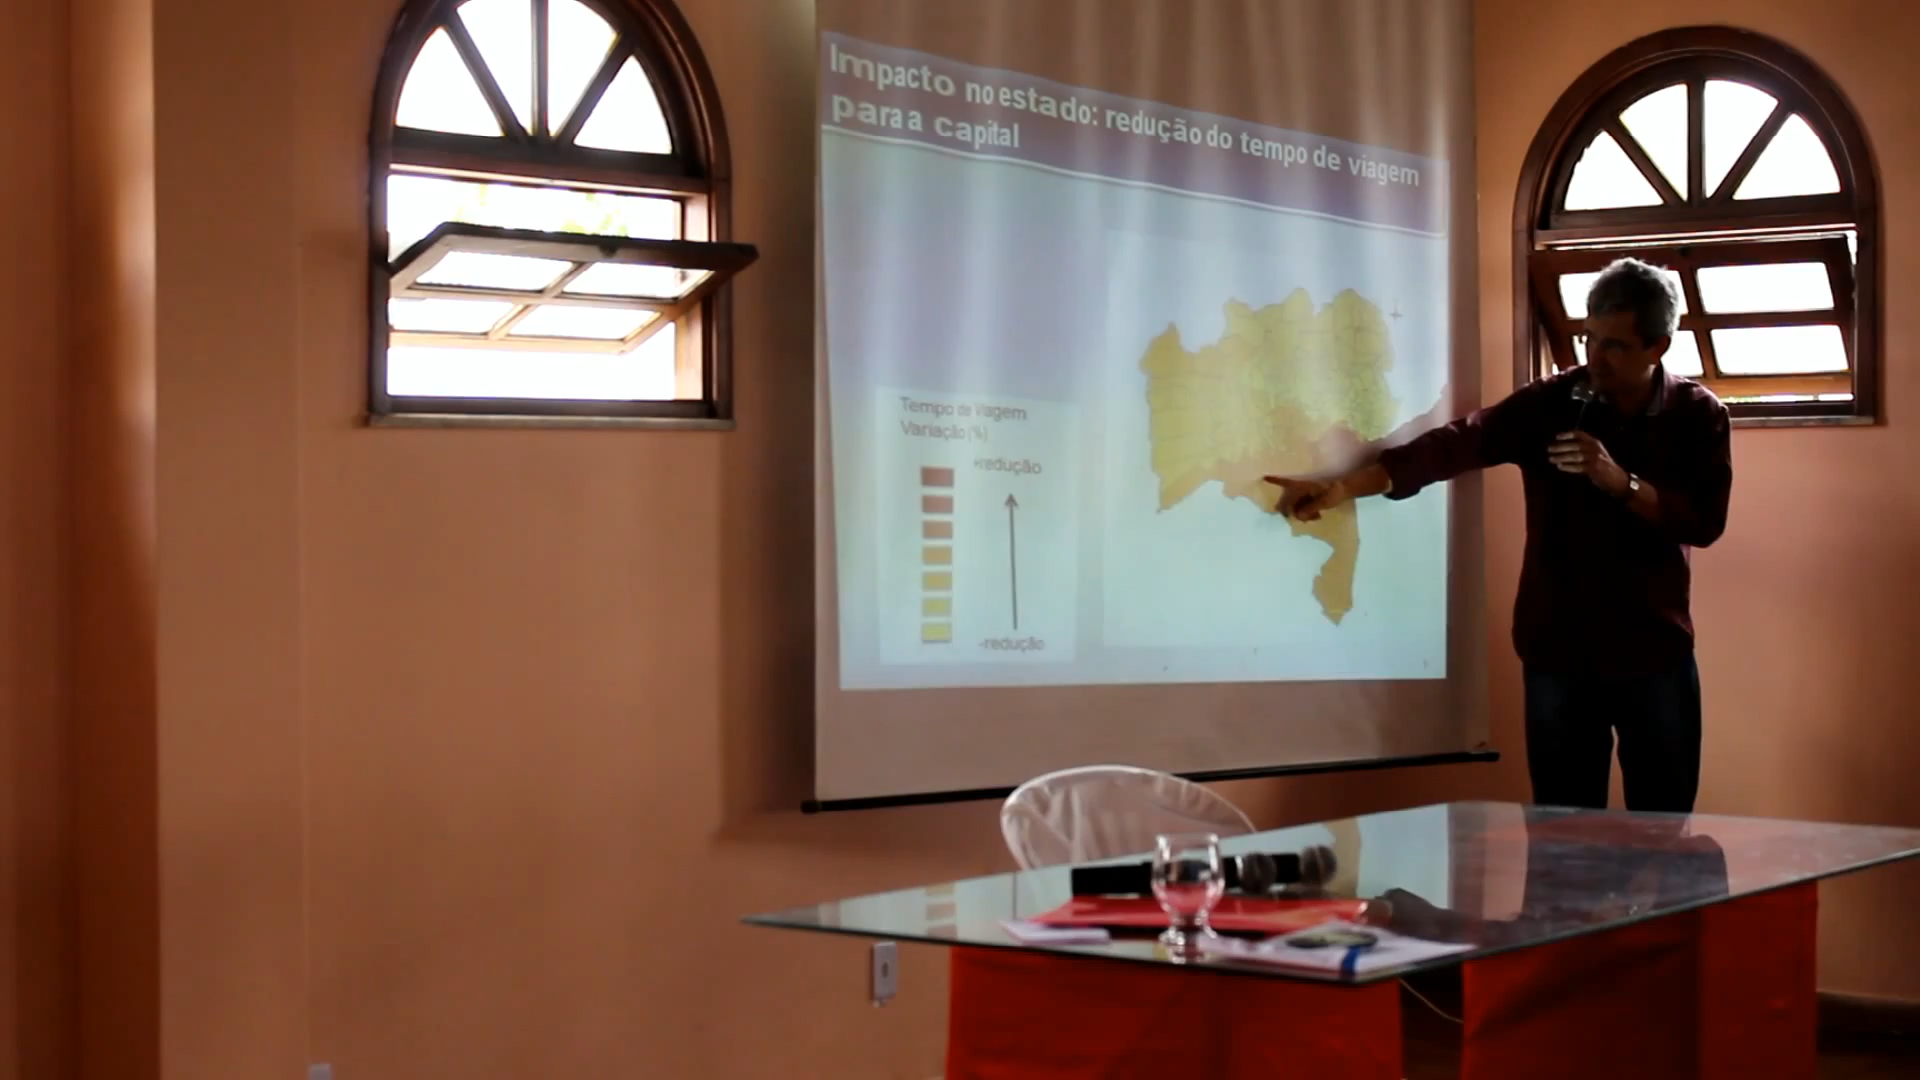 Impacto no estado: redução do tempo de viagem
para a capital
Tempo de Viagem
Variação (%)
+redução
-redução